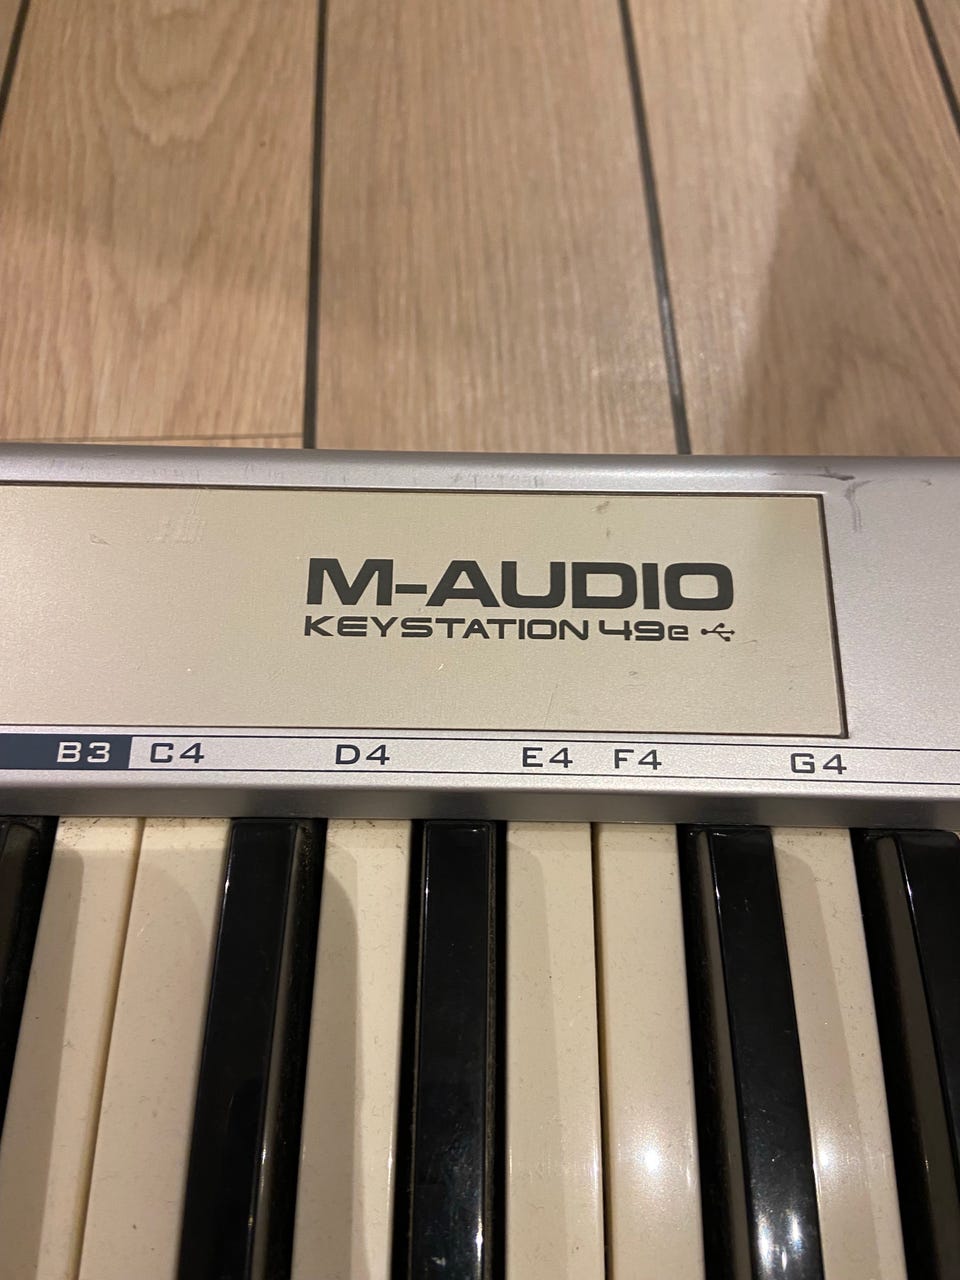 M-AUDIO
KEYSTATION 49e
B3 C4 D4 E4 F4 G4